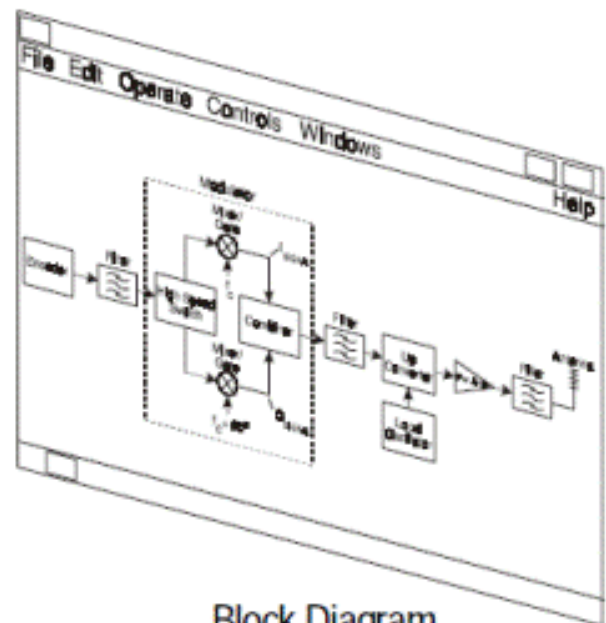 File Edit Operate Controls Windows
Help
Modulator
Mixer/
Gate
Encoder
Filter
High Speed
Switch
Combiner
Filter
Mixer/
Gate
Up
Converter
Filter
Antenna
Local
Oscillator
Block Diagram